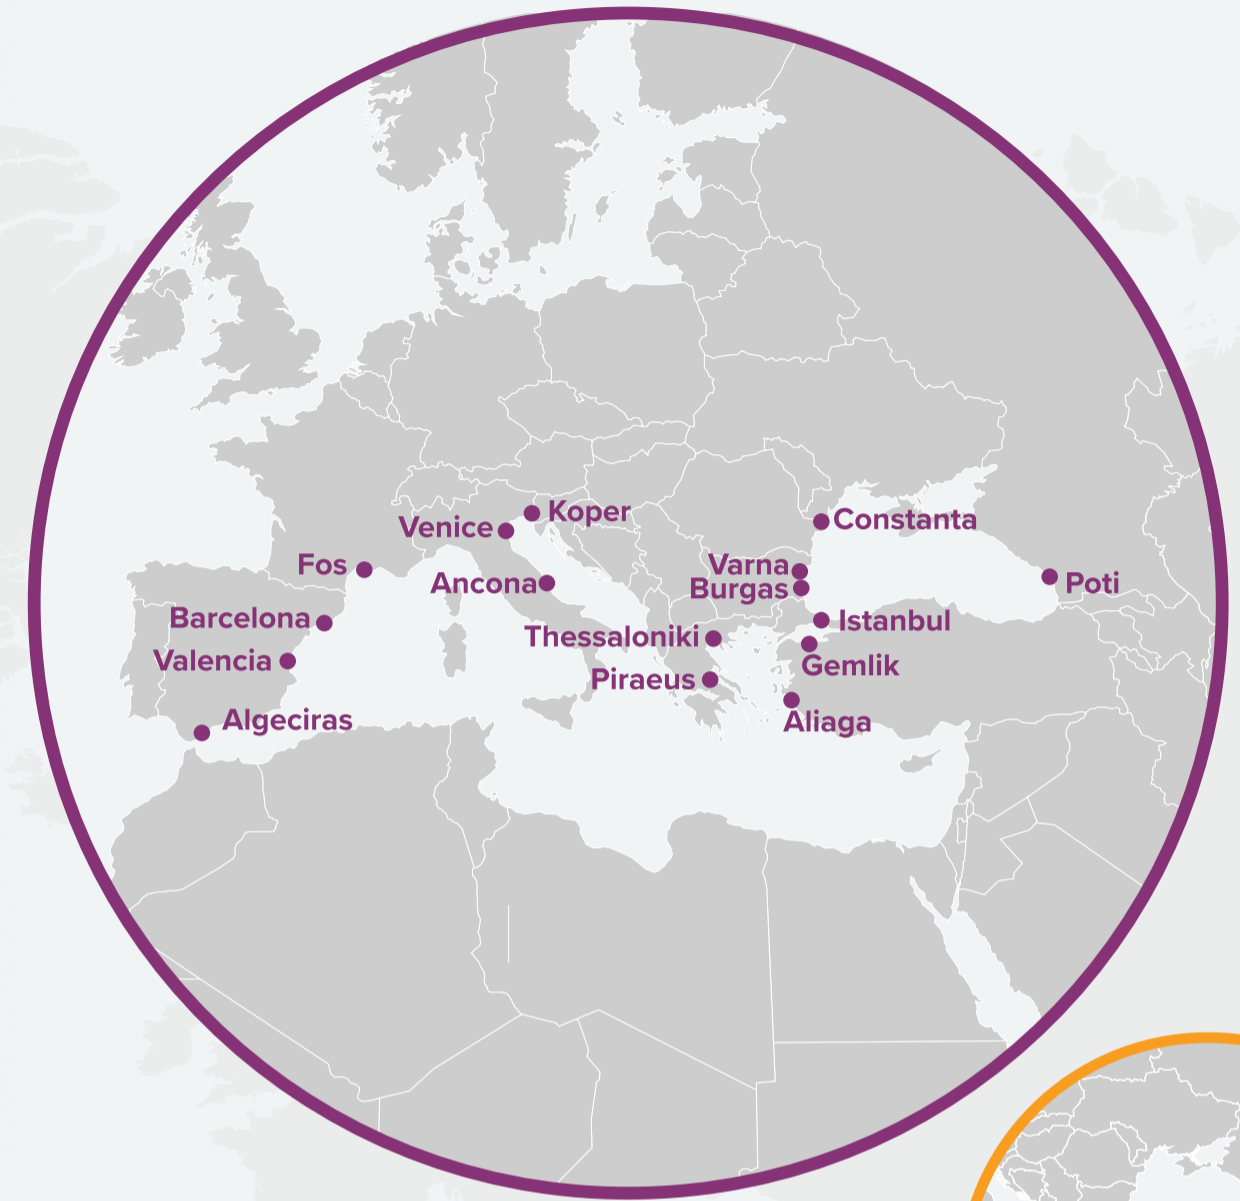 Koper
Venice
Constanta
Fos
Varna
Ancona
Poti
Burgas
Barcelona
Istanbul
Thessaloniki
Valencia
Gemlik
Piraeus
Algeciras
Aliaga